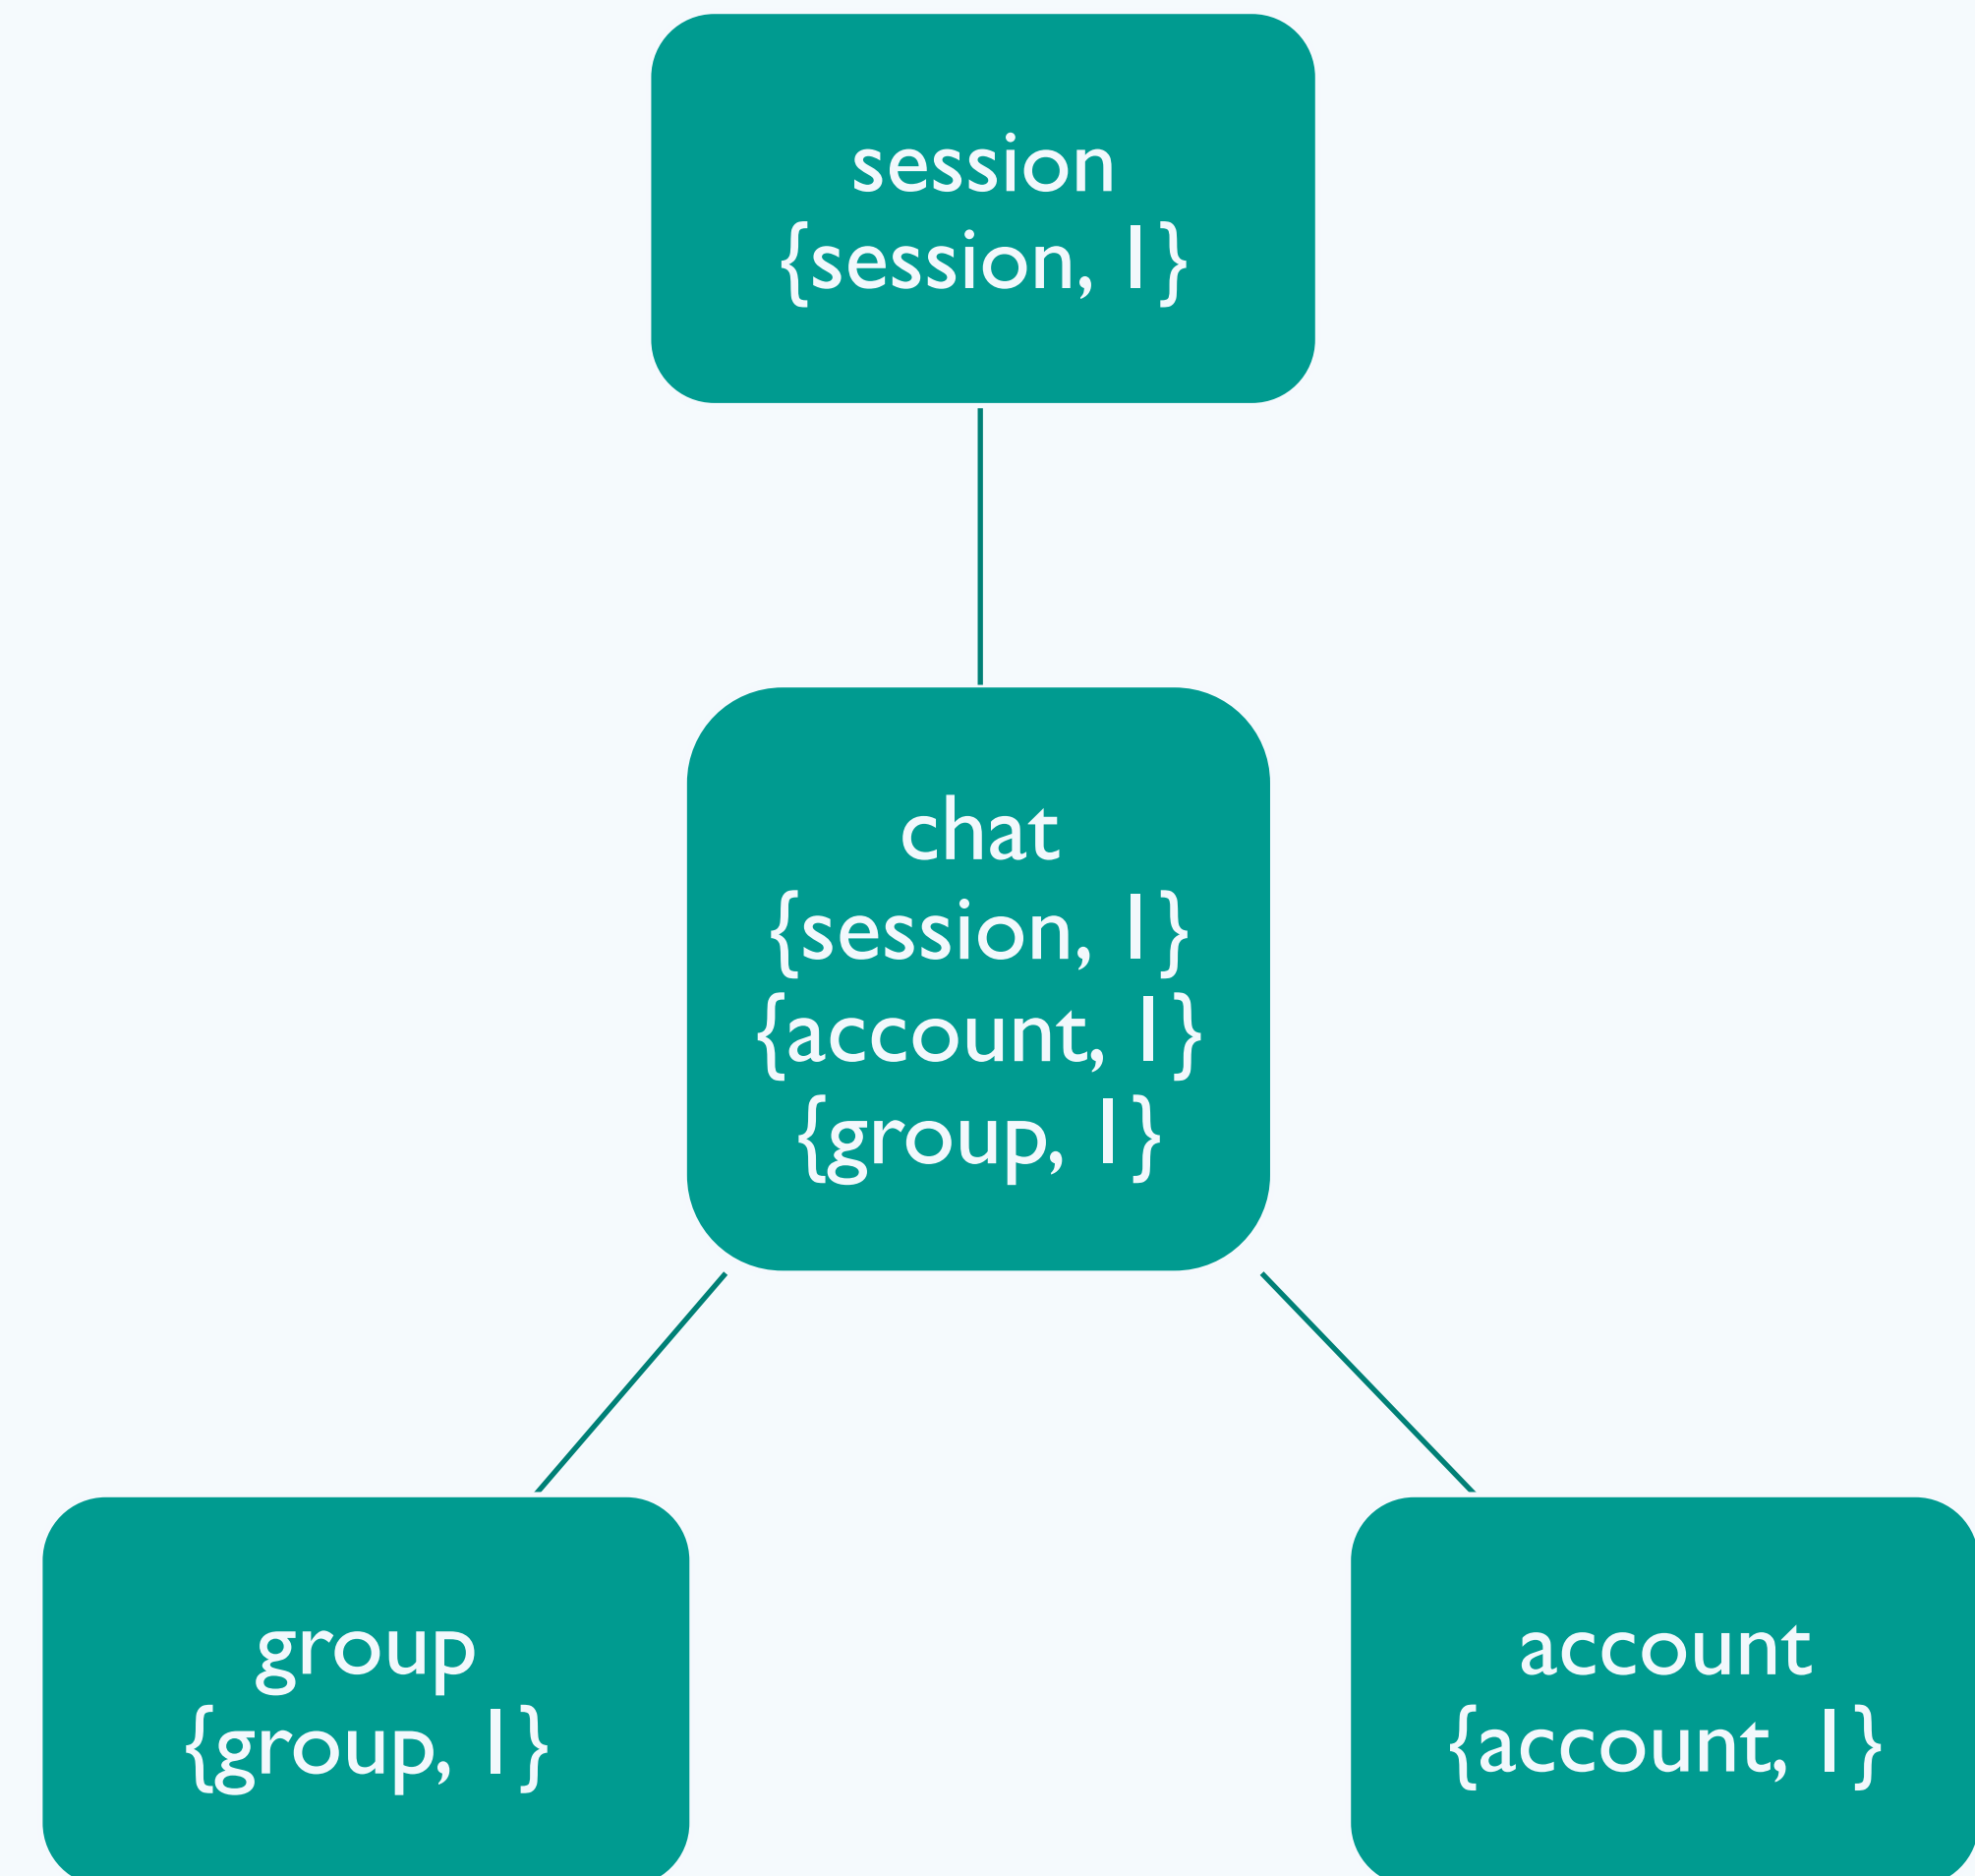 session
{session, 1}
chat
{session, 1}
{account, 1}
{group, 1}
group
{group, 1}
account
{account, 1}